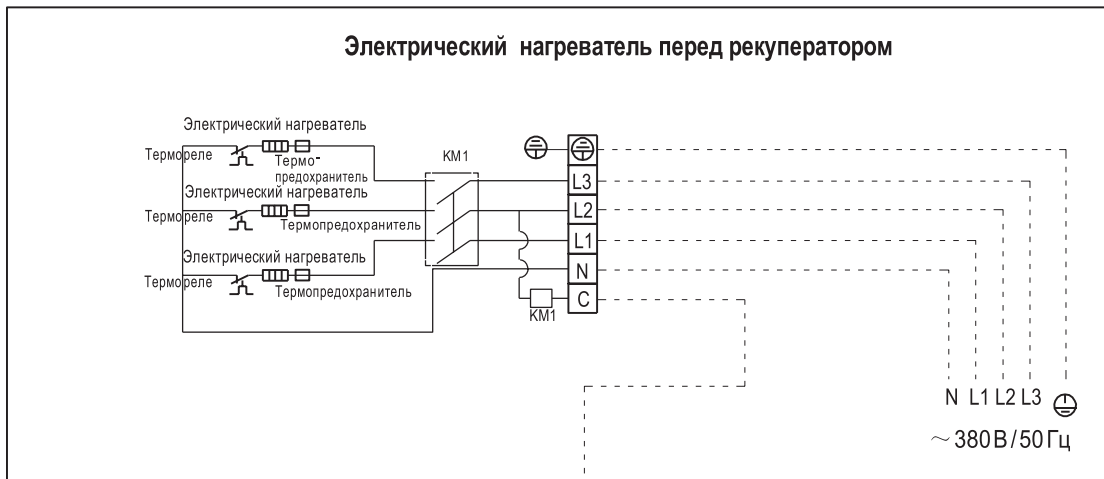 Электрический нагреватель перед рекуператором
Электрический нагреватель
Термореле
Термо-
предохранитель
KM1
Электрический нагреватель
Термореле
Термопредохранитель
Электрический нагреватель
Термореле
Термопредохранитель
L3
L2
L1
N
C
KM1
N L1 L2 L3
~380В/50Гц